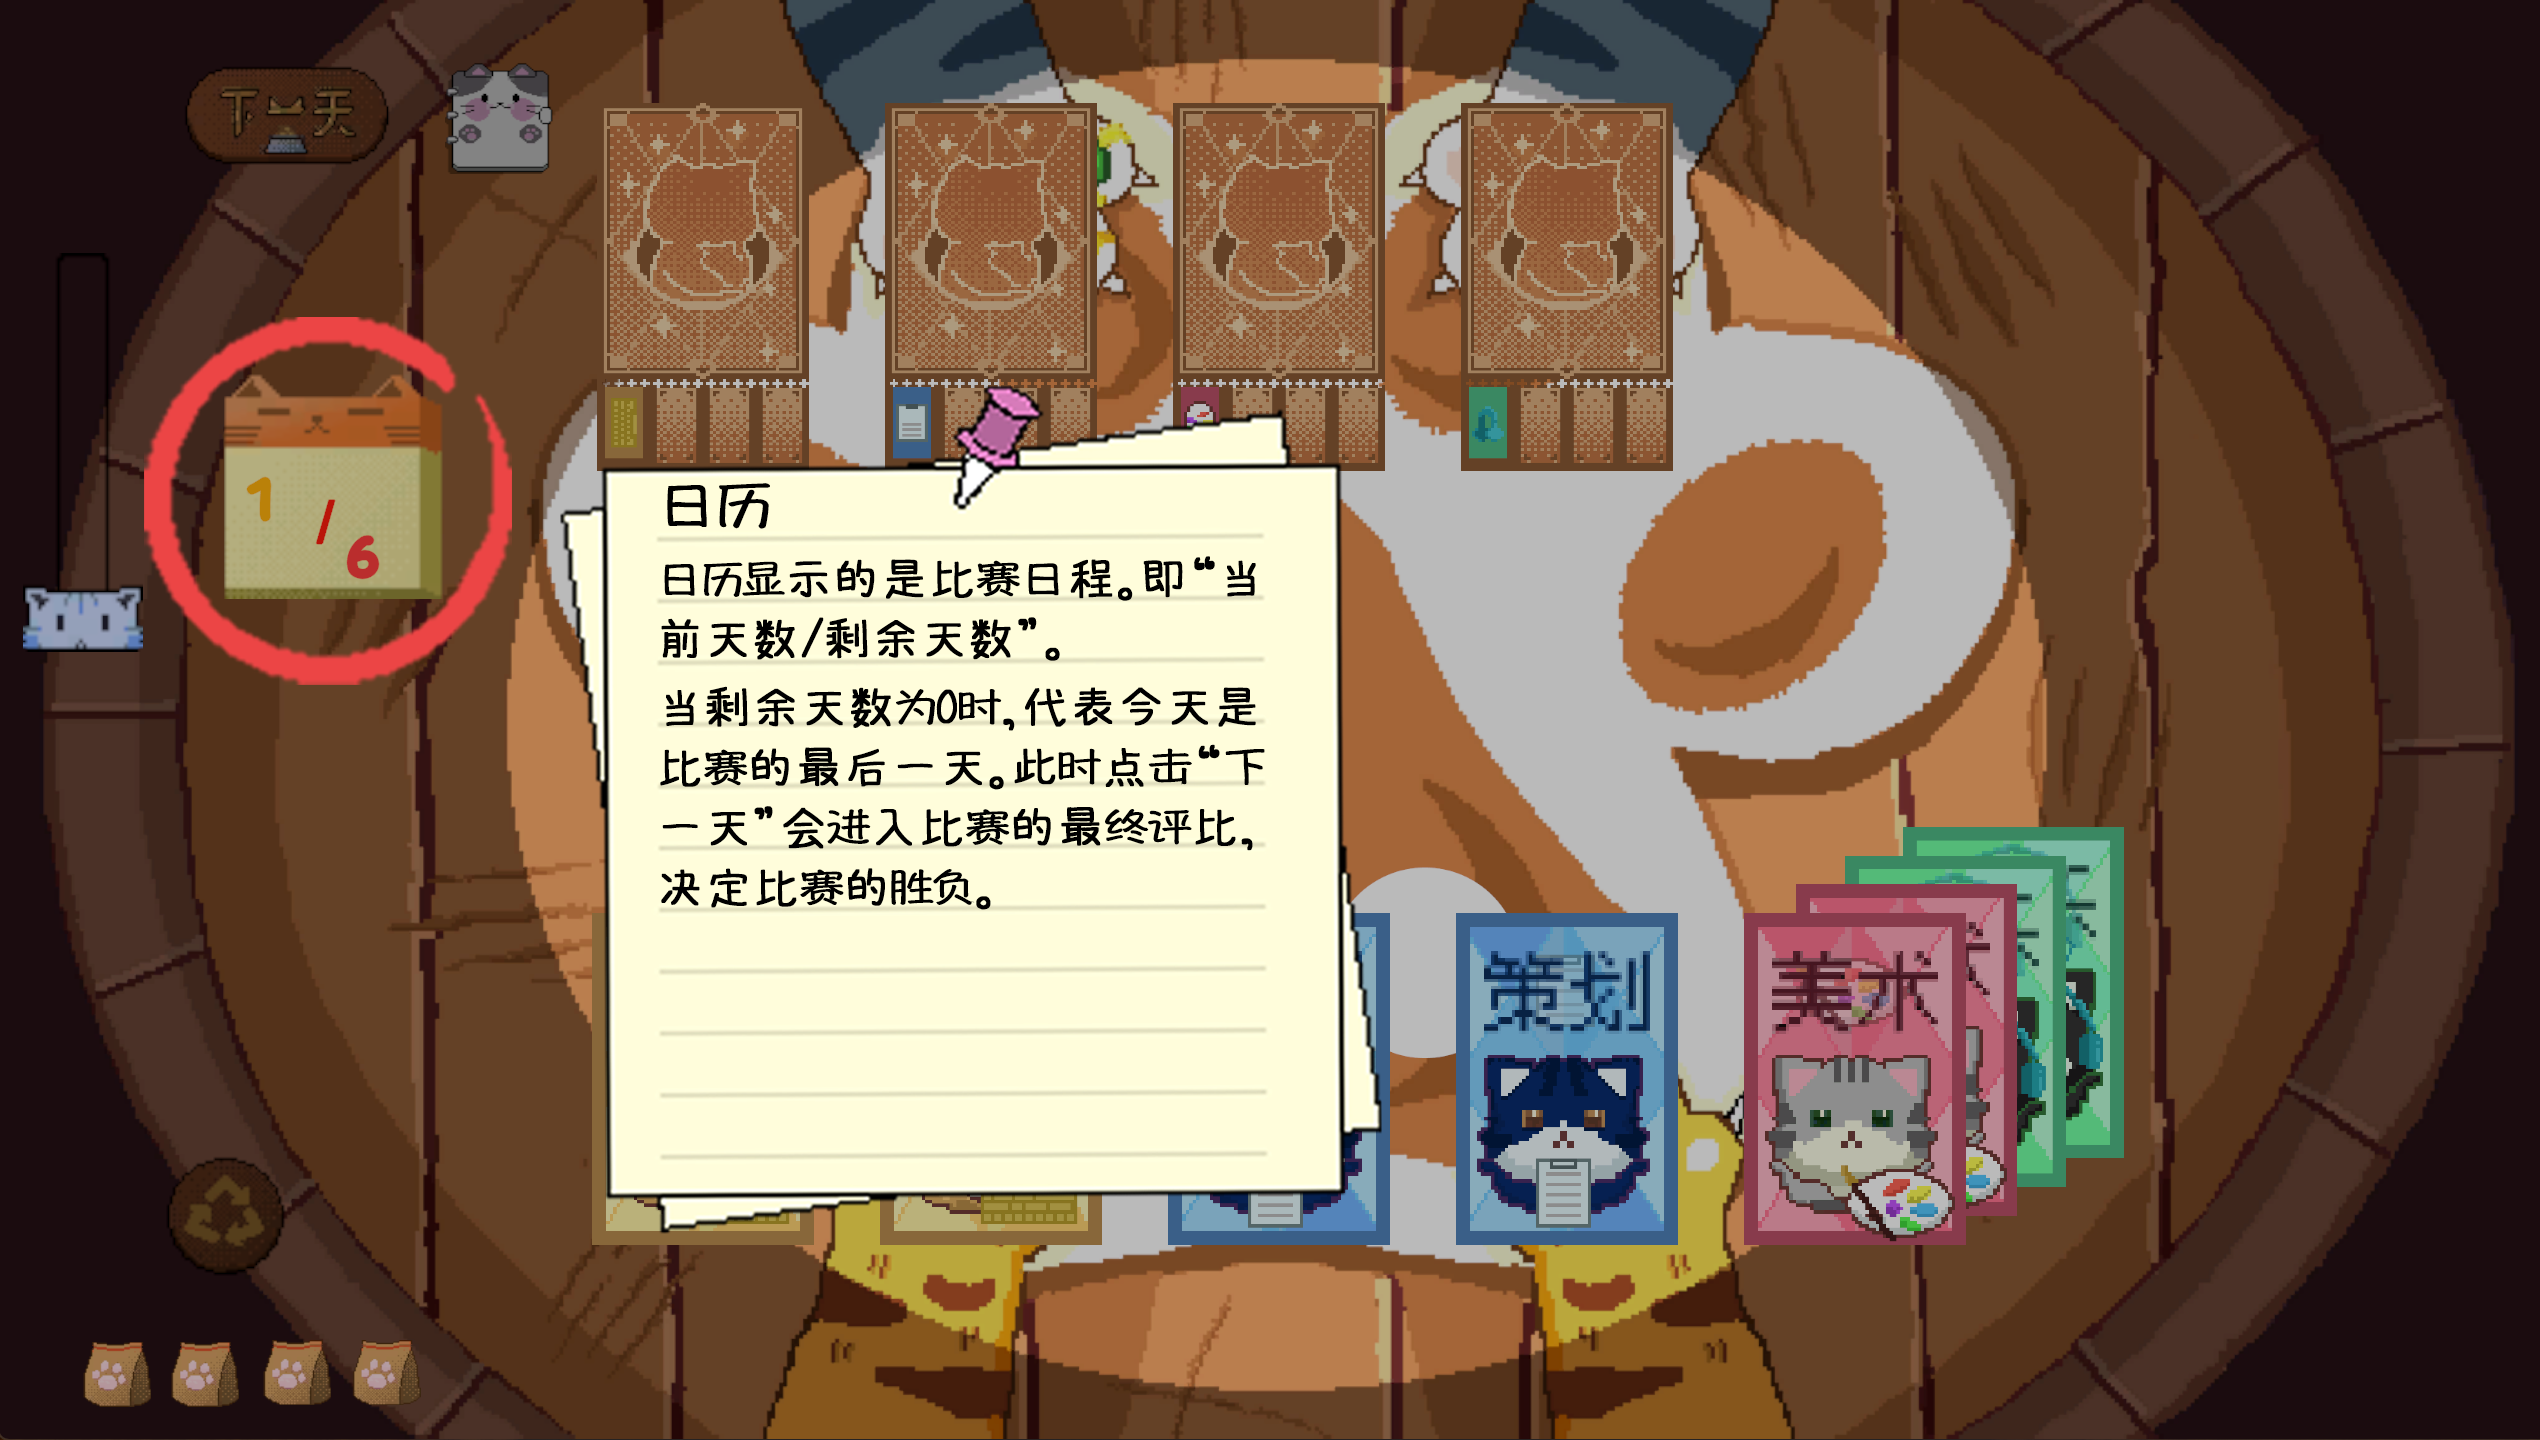 下一天
1
/
6
日历
日历显示的是比赛日程。即“当
前天数/剩余天数”。
当剩余天数为0时,代表今天是
比赛的最后一天。此时点击“下
一天”会进入比赛的最终评比,
决定比赛的胜负。
策划
美术